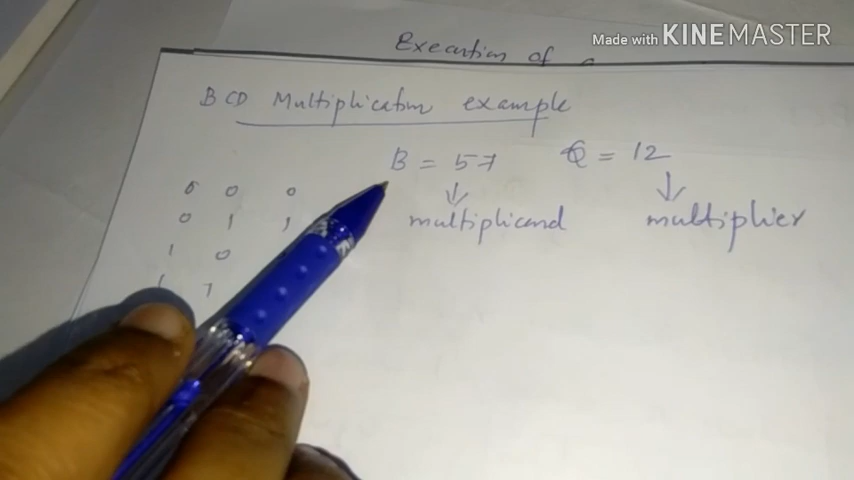 Execution of a
Made with KINEMASTER
BCD Multiplication example
B = 57 Q = 12
↓ ↓
multiplicand multiplier
0 0 0
0 1 1
1 0
1 1